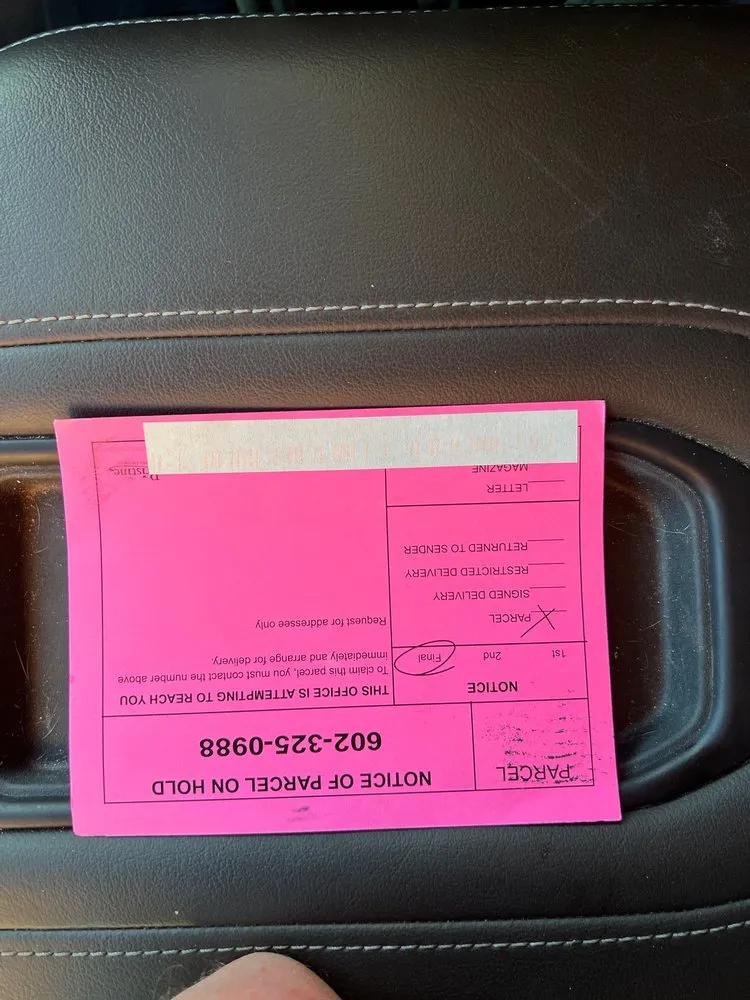 PARCEL
NOTICE OF PARCEL ON HOLD
602-325-0988
NOTICE
1st 2nd Final
THIS OFFICE IS ATTEMPTING TO REACH YOU
To claim this parcel, you must contact the number above
immediately and arrange for delivery.
Request for addressee only
X PARCEL
SIGNED DELIVERY
RESTRICTED DELIVERY
RETURNED TO SENDER
LETTER
MAGAZINE
Pristine